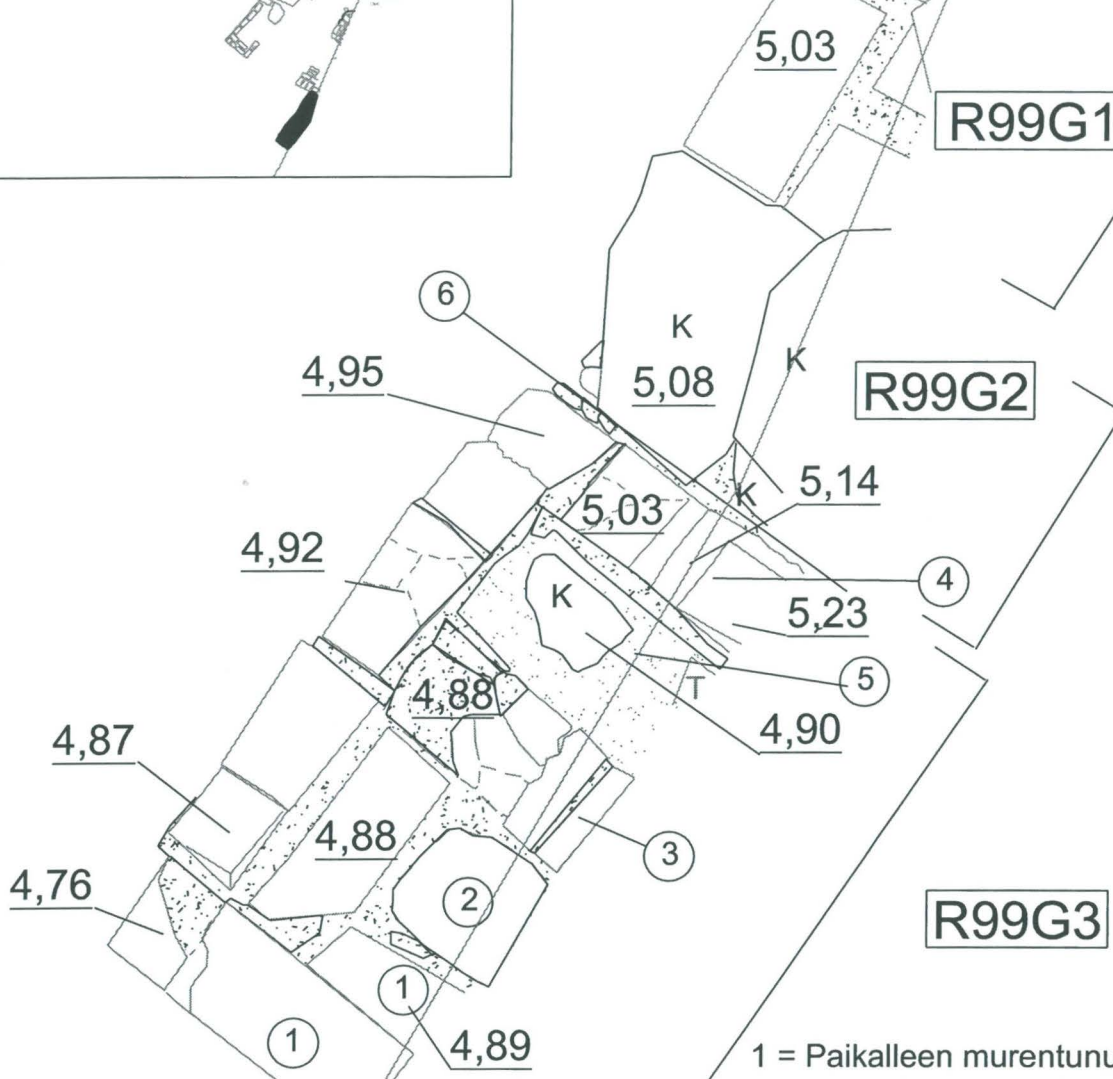 5,03
R99G1
6
K
K
4,95
5,08
R99G2
K
5,14
5,03
4,92
K
4
5,23
5
T
4,88
4,90
4,87
4,88
3
4,76
2
R99G3
1
1
4,89
1 = Paikalleen murentunu